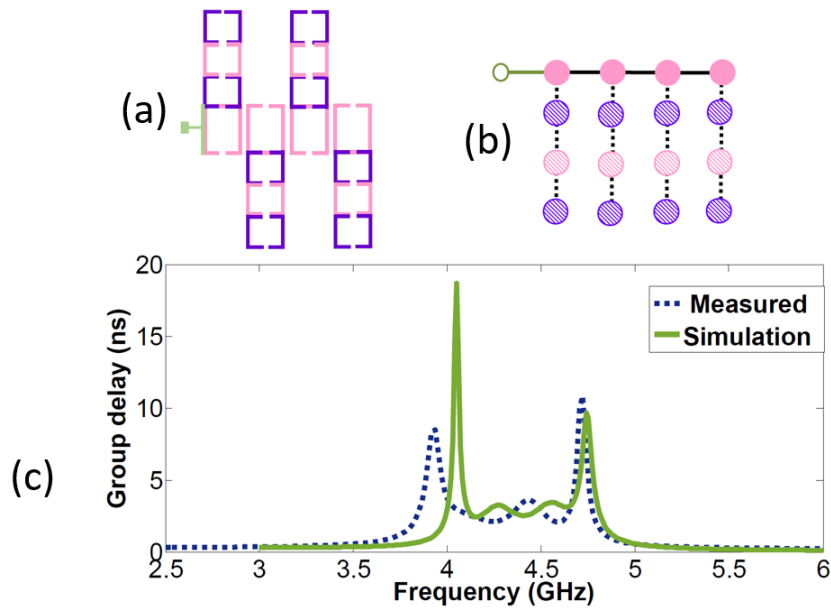 (a)
(b)
(c)
Group delay (ns)
20
15
10
5
0
Measured
Simulation
2.5 3 3.5 4 4.5 5 5.5 6
Frequency (GHz)